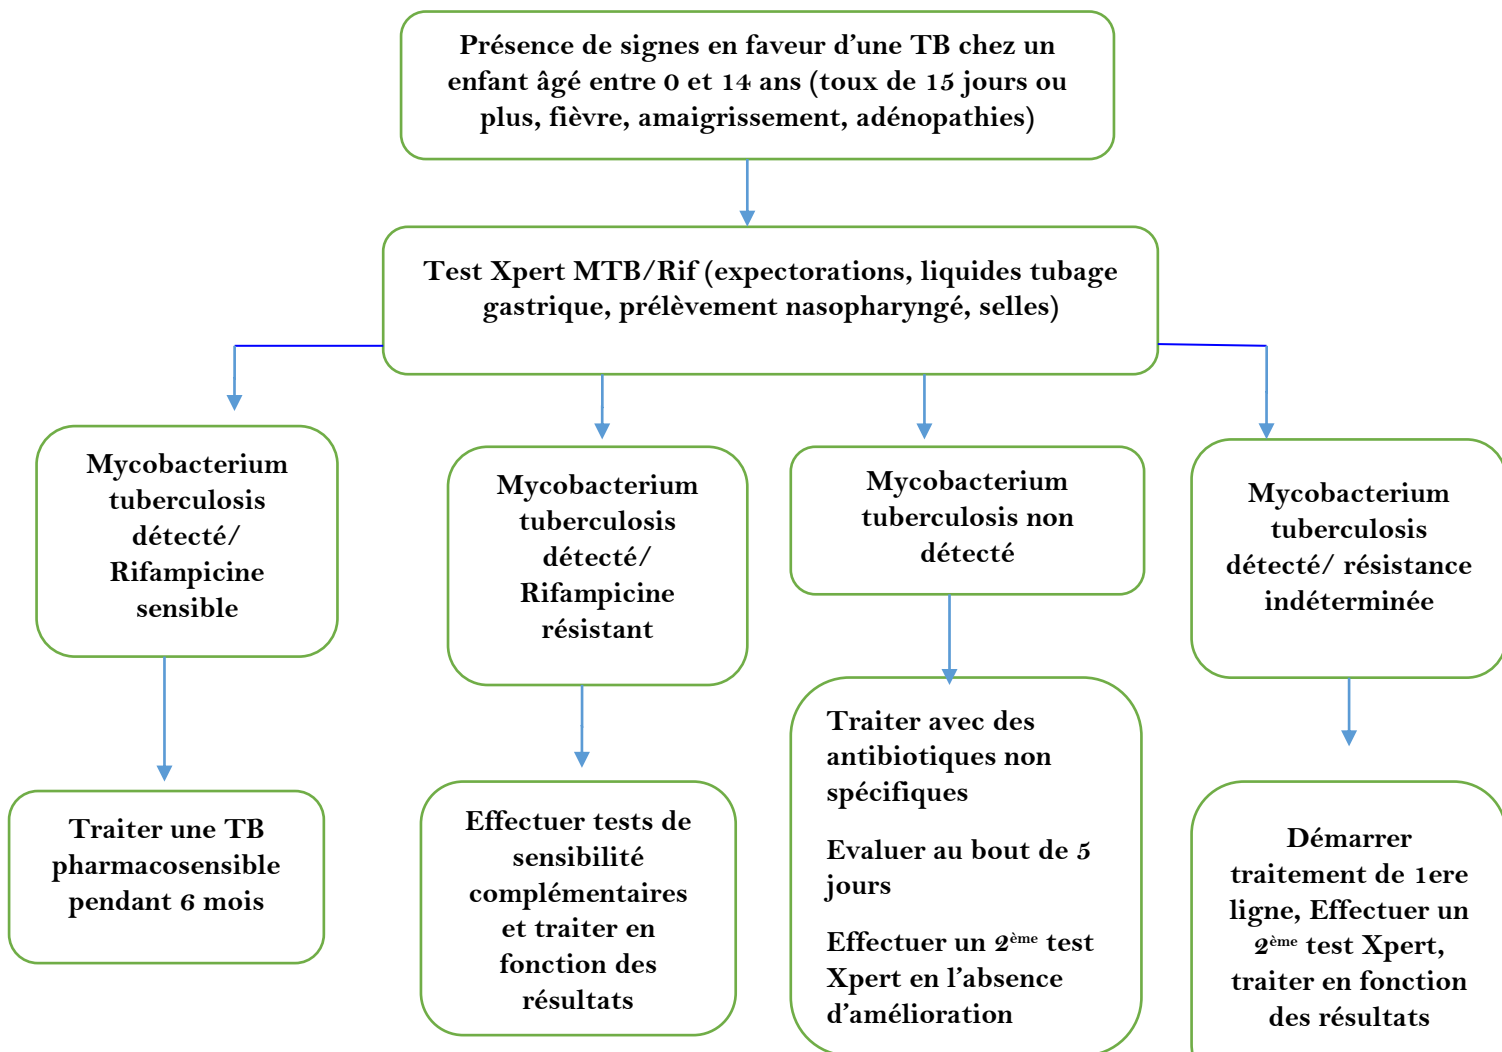 Présence de signes en faveur d’une TB chez un
enfant âgé entre 0 et 14 ans (toux de 15 jours ou
plus, fièvre, amaigrissement, adénopathies)
Test Xpert MTB/Rif (expectorations, liquides tubage
gastrique, prélèvement nasopharyngé, selles)
Mycobacterium
tuberculosis
détecté/
Rifampicine
sensible
Mycobacterium
tuberculosis
détecté/
Rifampicine
résistant
Mycobacterium
tuberculosis non
détecté
Mycobacterium
tuberculosis
détecté/ résistance
indéterminée
Traiter une TB
pharmacosensible
pendant 6 mois
Effectuer tests de
sensibilité
complémentaires
et traiter en
fonction des
résultats
Traiter avec des
antibiotiques non
spécifiques
Evaluer au bout de 5
jours
Effectuer un 2ème test
Xpert en l’absence
d’amélioration
Démarrer
traitement de 1ere
ligne, Effectuer un
2ème test Xpert,
traiter en fonction
des résultats